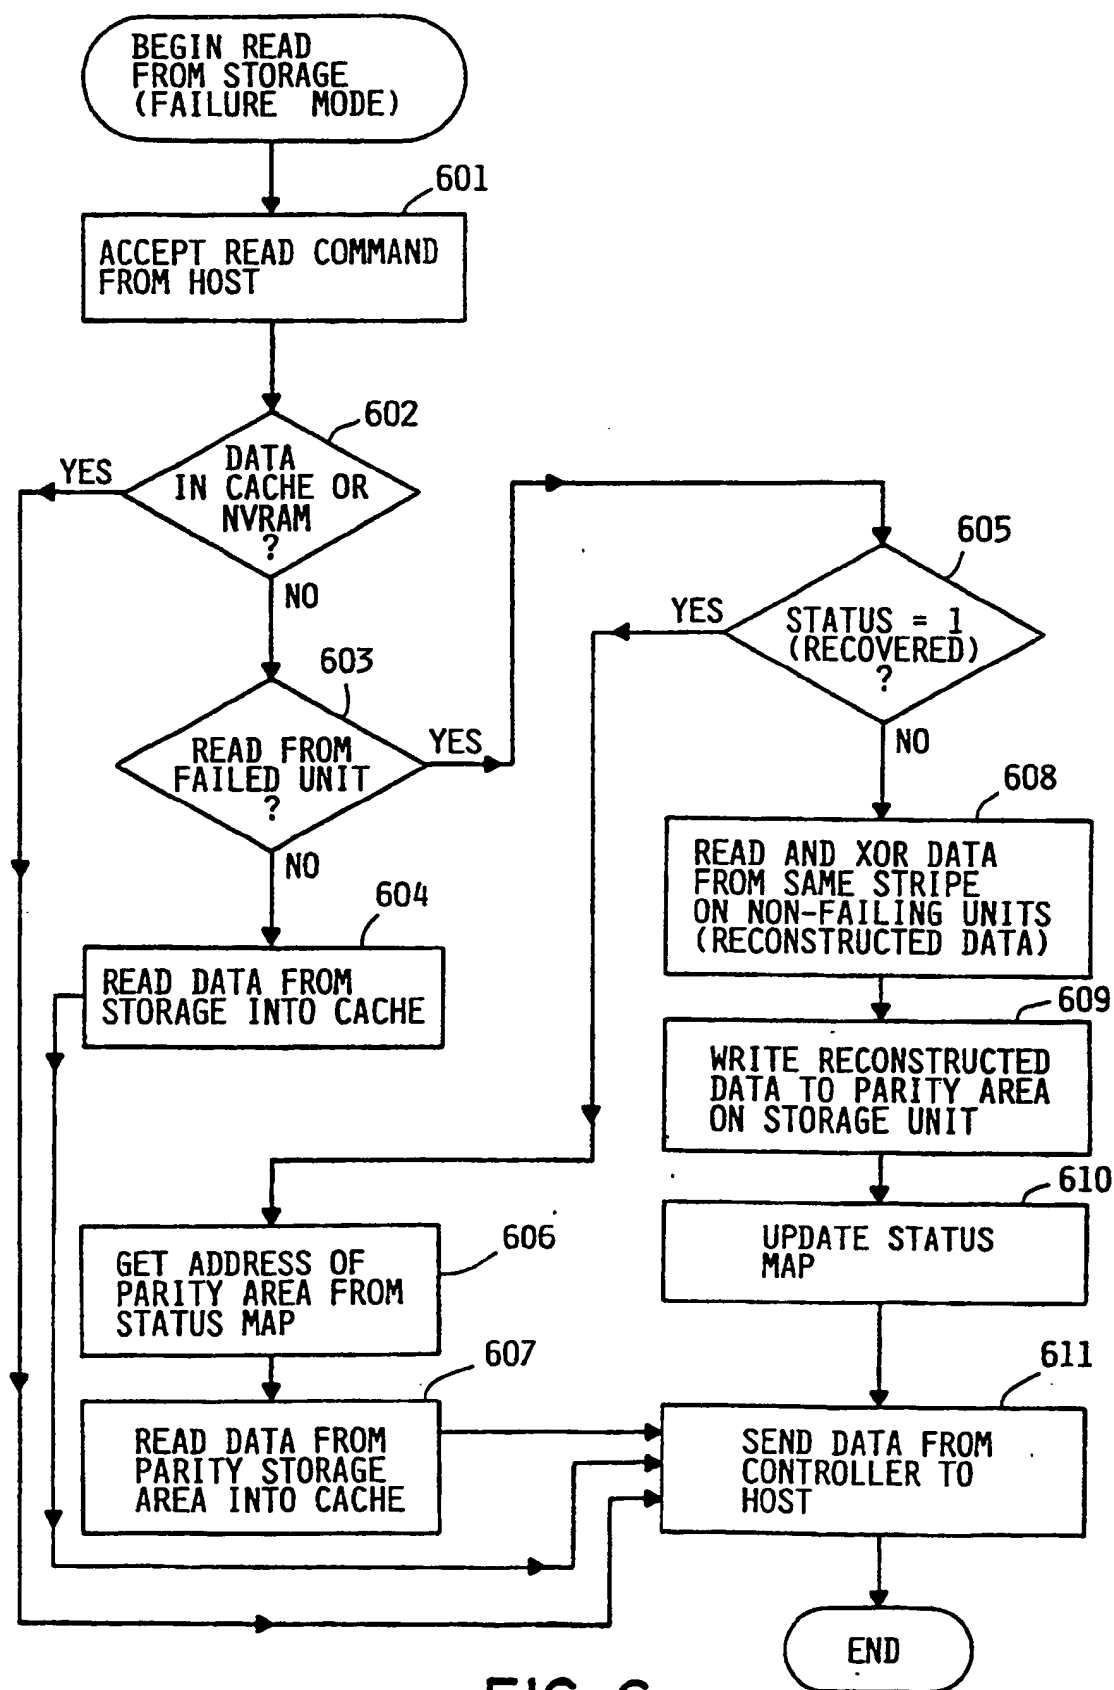 BEGIN READ
FROM STORAGE
(FAILURE MODE)
601
ACCEPT READ COMMAND
FROM HOST
602
DATA
IN CACHE OR
NVRAM
?
YES
NO
603
READ FROM
FAILED UNIT
?
YES
NO
604
READ DATA FROM
STORAGE INTO CACHE
605
STATUS = 1
(RECOVERED)
?
YES
NO
606
GET ADDRESS OF
PARITY AREA FROM
STATUS MAP
607
READ DATA FROM
PARITY STORAGE
AREA INTO CACHE
608
READ AND XOR DATA
FROM SAME STRIPE
ON NON-FAILING UNITS
(RECONSTRUCTED DATA)
609
WRITE RECONSTRUCTED
DATA TO PARITY AREA
ON STORAGE UNIT
610
UPDATE STATUS
MAP
611
SEND DATA FROM
CONTROLLER TO
HOST
END
FIG.